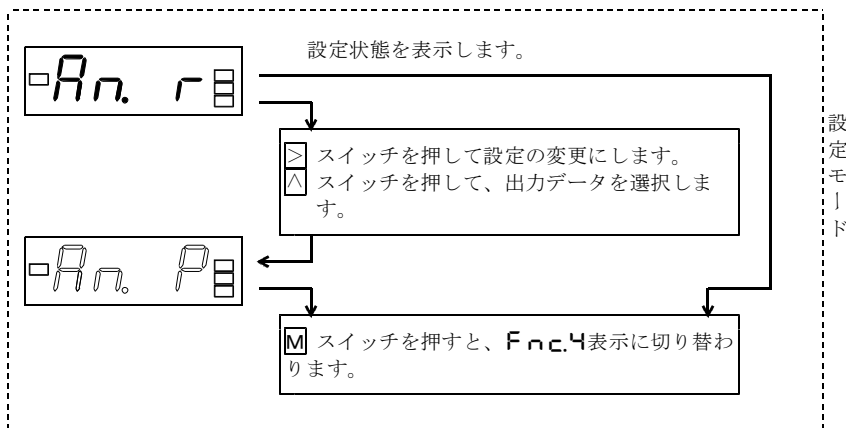 設定状態を表示します。
-An. r
> スイッチを押して設定の変更にします。
∧ スイッチを押して、出力データを選択しま
す。
-An. P
M スイッチを押すと、Fnc.4表示に切り替わ
ります。
設定モード